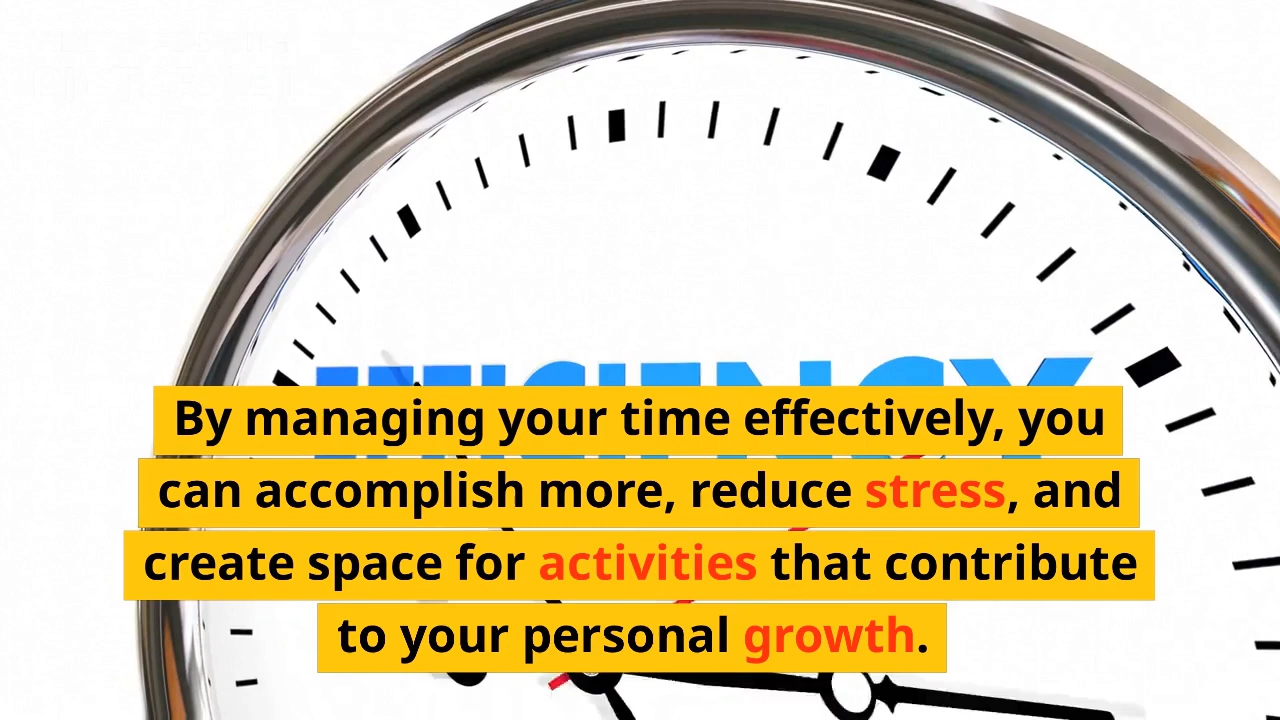 EFFICIENCY
By managing your time effectively, you
can accomplish more, reduce stress, and
create space for activities that contribute
to your personal growth.